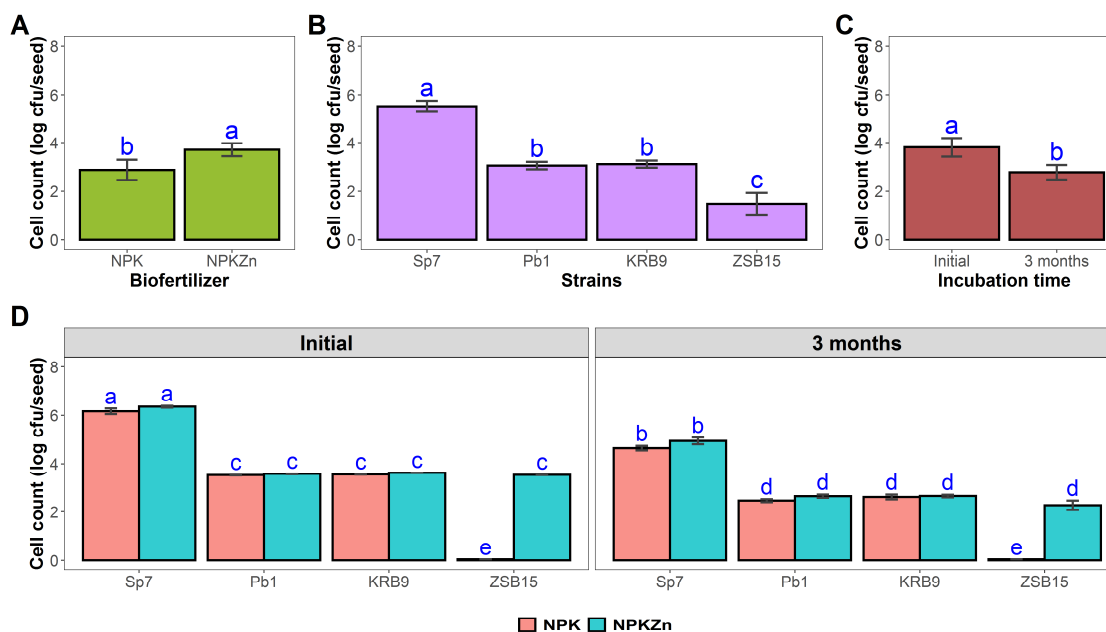 A
Cell count (log cfu/seed)
8
6
4
2
0
b
a
NPK
NPKZn
Biofertilizer
B
Cell count (log cfu/seed)
8
6
4
2
0
a
b
b
c
Sp7
Pb1
KRB9
ZSB15
Strains
C
Cell count (log cfu/seed)
8
6
4
2
0
a
b
Initial
3 months
Incubation time
D
Cell count (log cfu/seed)
8
6
4
2
0
Initial
a
a
c
c
c
c
e
c
Sp7
Pb1
KRB9
ZSB15
3 months
b
b
d
d
d
d
e
d
Sp7
Pb1
KRB9
ZSB15
NPK
NPKZn